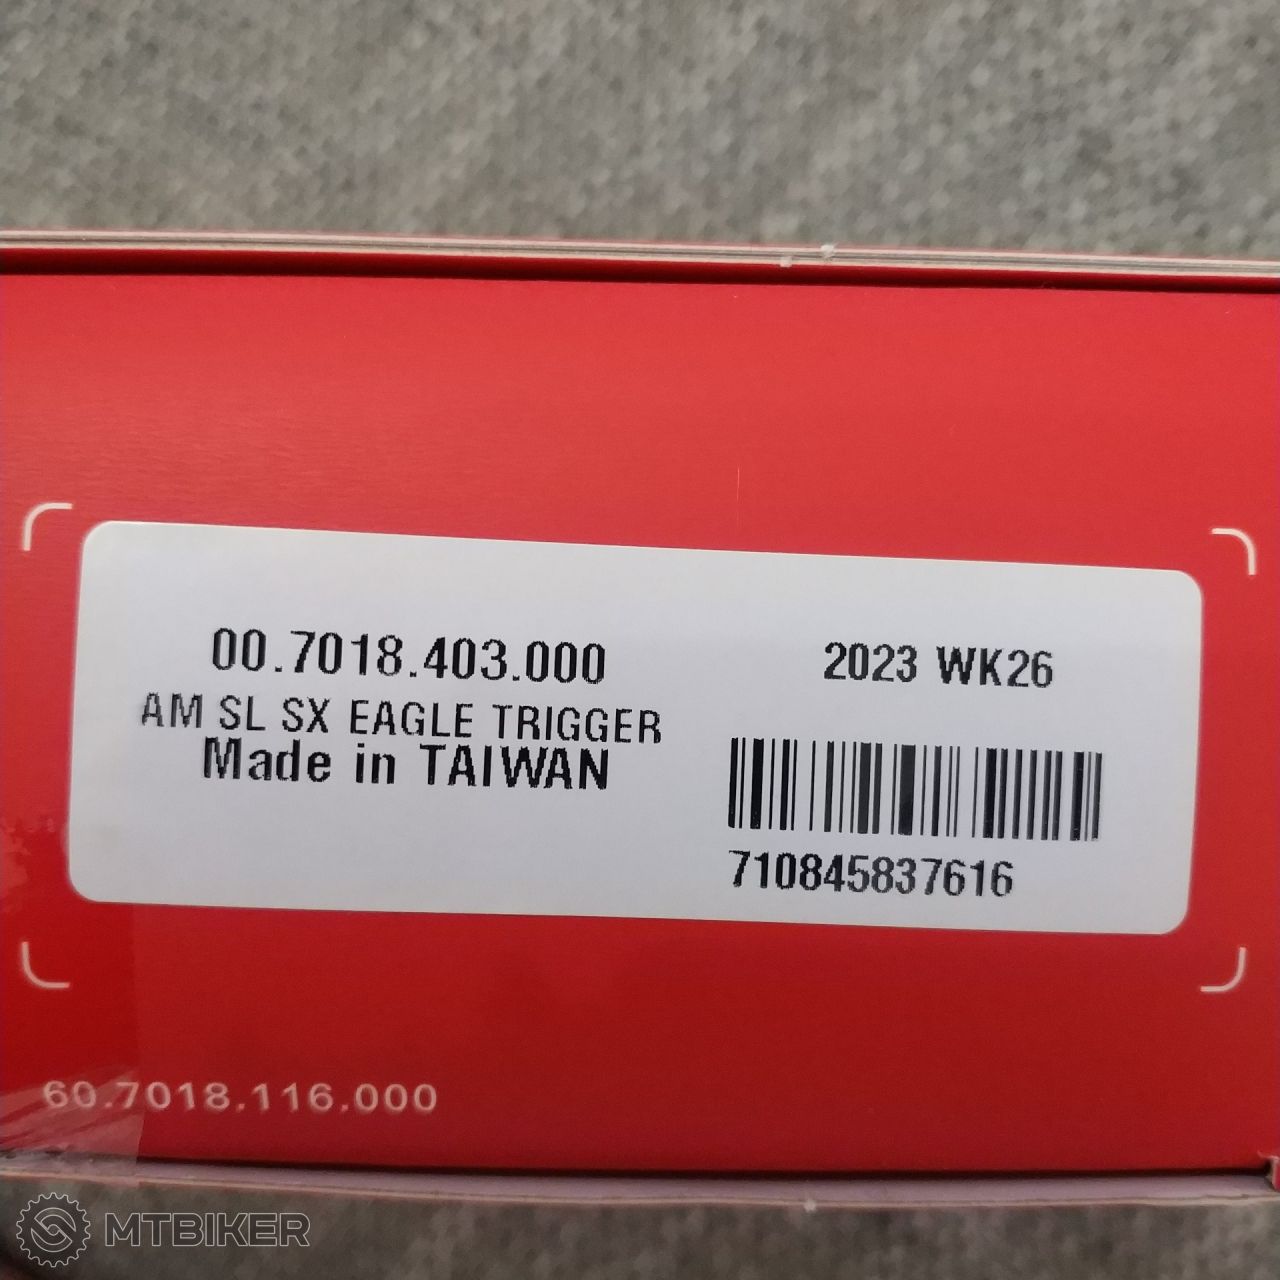 00.7018.403.000
AM SL SX EAGLE TRIGGER
Made in TAIWAN
2023 WK26
710845837616
60.7018.116.000
MTBIKER